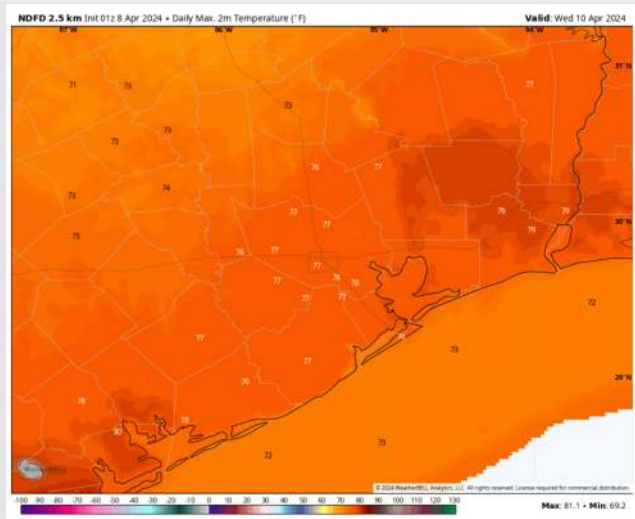 NDFD 2.5 km Init 01z 8 Apr 2024 • Daily Max. 2m Temperature (°F) Valid: Wed 10 Apr 2024
97°W 96°W 95°W 94°W
31°N
77
71 73
73
73 73
76 77
73 74
77 79 79
77 79 30°N
75
76 77
77
77 78 78
77 77
72
77 73
77
76 29°N
78
80
73
72
© 2024 WeatherBELL Analytics, LLC. All rights reserved. License required for commercial distribution.
-100 -90 -80 -70 -60 -50 -40 -30 -20 -10 0 10 20 30 40 50 60 70 80 90 100 110 120 130
Max: 81.1 • Min: 69.2